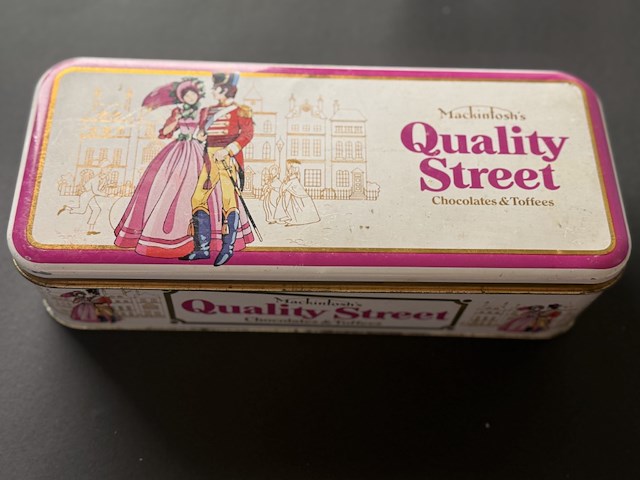 Mackintosh's
Quality
Street
Chocolates & Toffees
Mackintosh's
Quality Street
Chocolates & Toffees